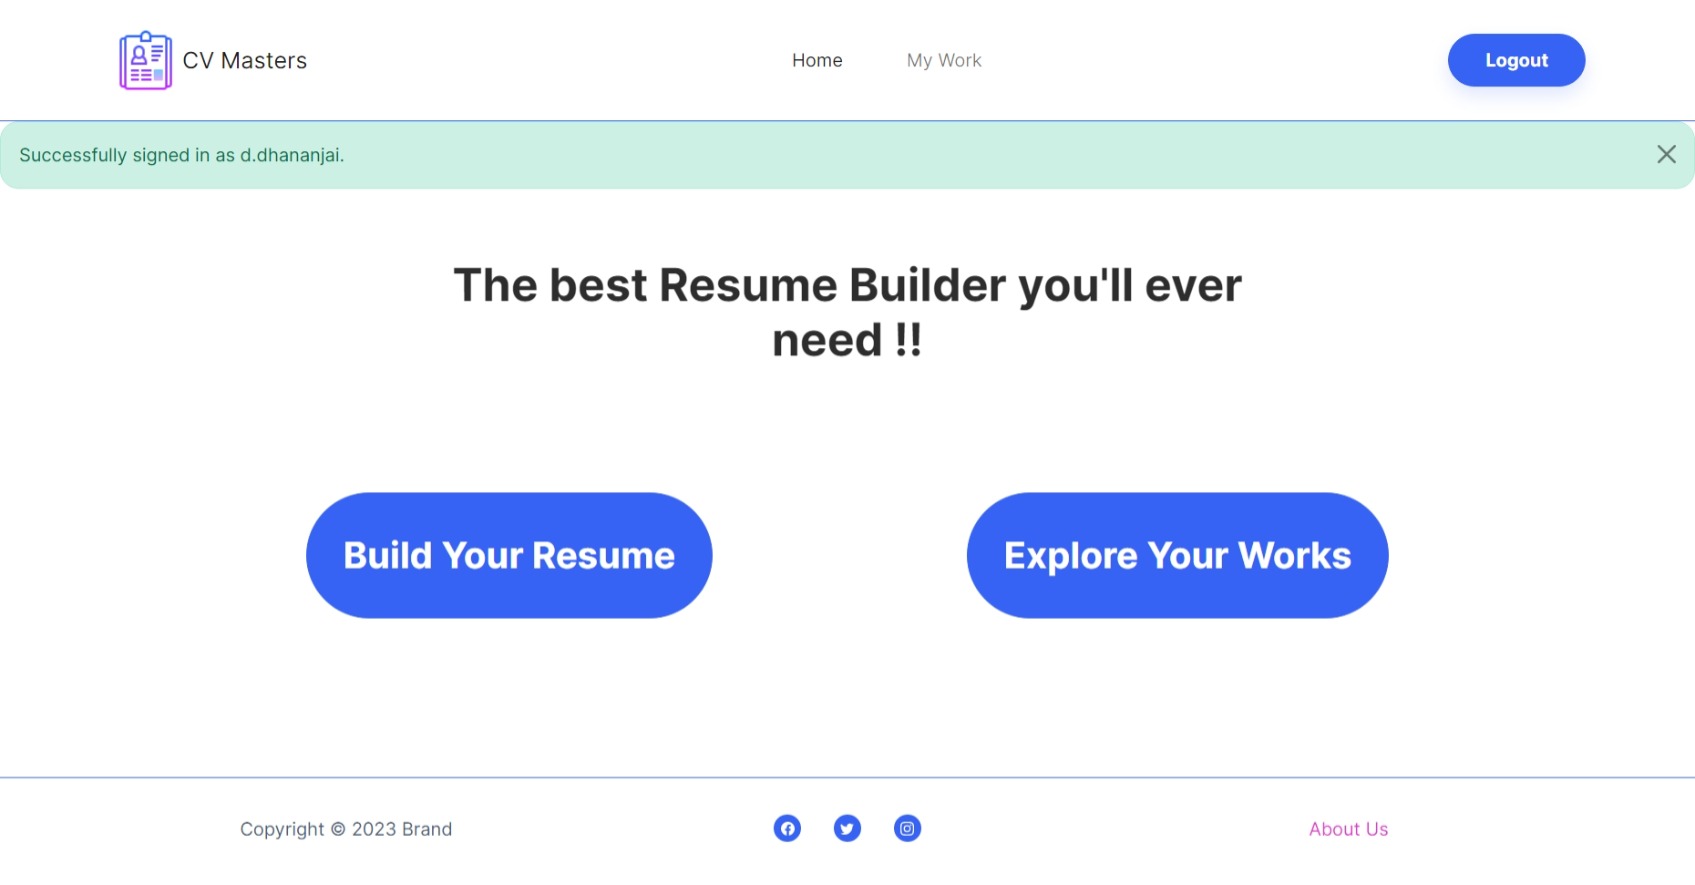 CV Masters
Home
My Work
Logout
Successfully signed in as d.dhananjai.
The best Resume Builder you'll ever
need !!
Build Your Resume
Explore Your Works
Copyright © 2023 Brand
About Us